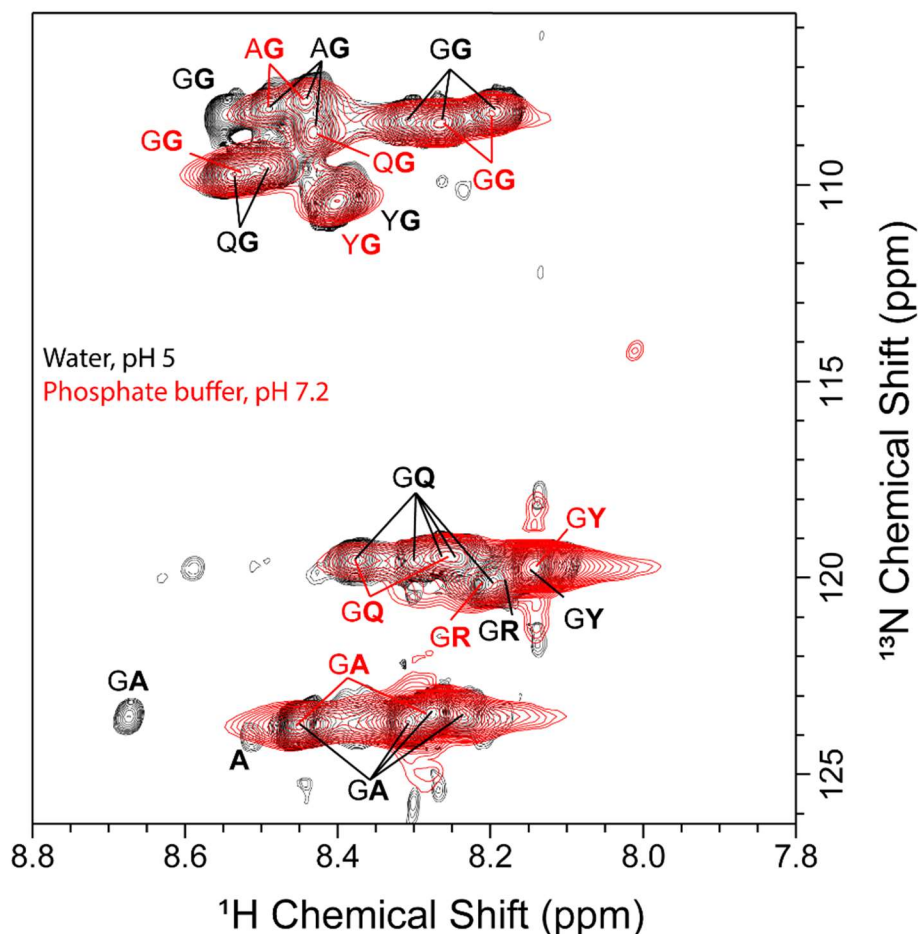 AG AG GG
GG
GG
QG GG
YG
QG YG
110
Water, pH 5
Phosphate buffer, pH 7.2
115
GQ
GY
120
GQ
GR GR GY
GA
GA
A
GA
125
8.8 8.6 8.4 8.2 8.0 7.8
¹H Chemical Shift (ppm)
¹³N Chemical Shift (ppm)